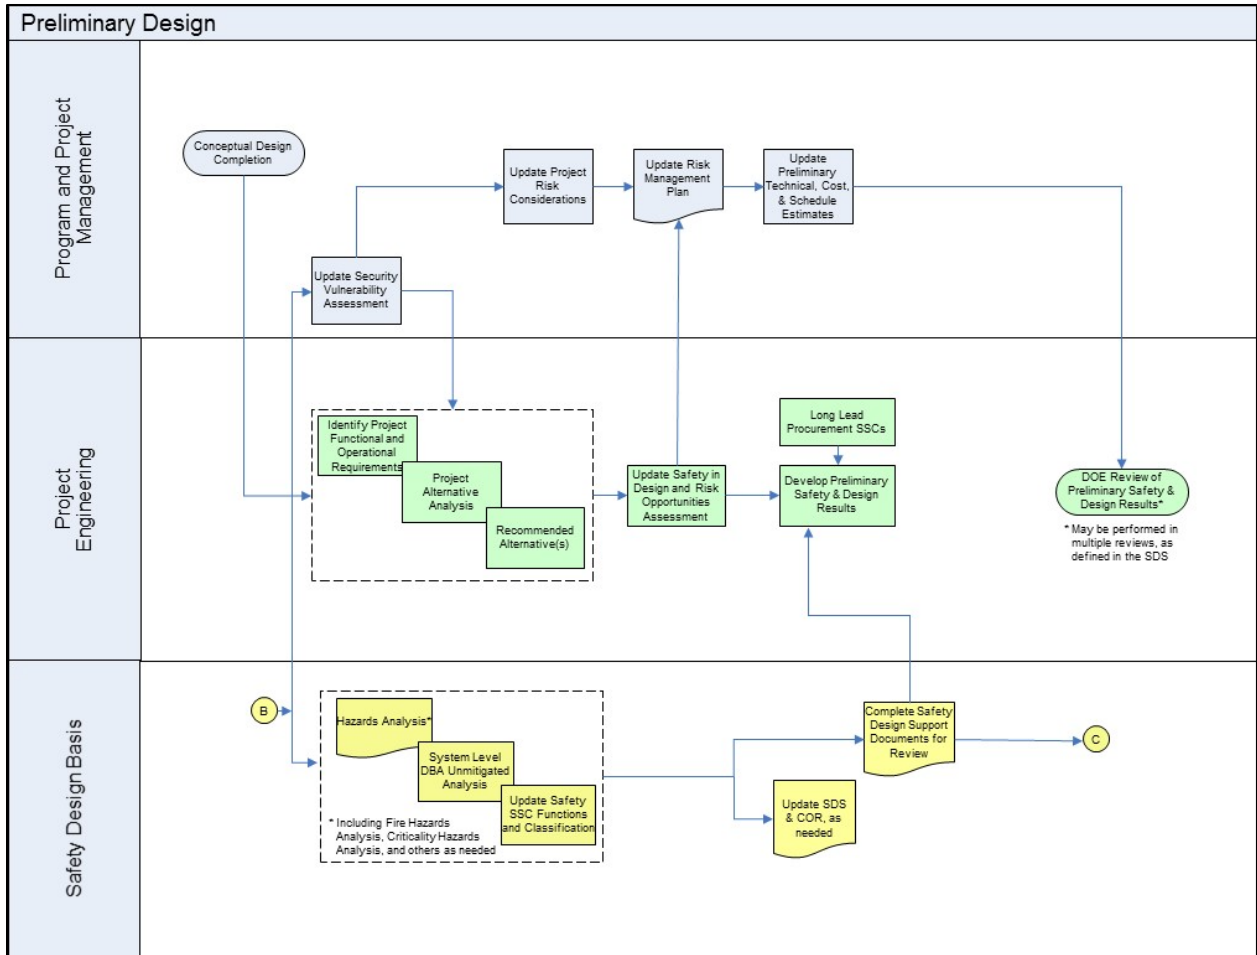 Preliminary Design
Program and Project
Management
Conceptual Design
Completion
Update Project
Risk
Considerations
Update Risk
Management
Plan
Update
Preliminary
Technical, Cost,
& Schedule
Estimates
Update Security
Vulnerability
Assessment
Project
Engineering
Identify Project
Functional and
Operational
Requirements
Project
Alternative
Analysis
Recommended
Alternative(s)
Update Safety in
Design and Risk
Opportunities
Assessment
Long Lead
Procurement SSCs
Develop Preliminary
Safety & Design
Results
DOE Review of
Preliminary Safety &
Design Results*
* May be performed in
multiple reviews, as
defined in the SDS
Safety Design Basis
B
Hazards Analysis*
System Level
DBA Unmitigated
Analysis
Update Safety
SSC Functions
and Classification
* Including Fire Hazards
Analysis, Criticality Hazards
Analysis, and others as needed
Complete Safety
Design Support
Documents for
Review
Update SDS
& COR, as
needed
C